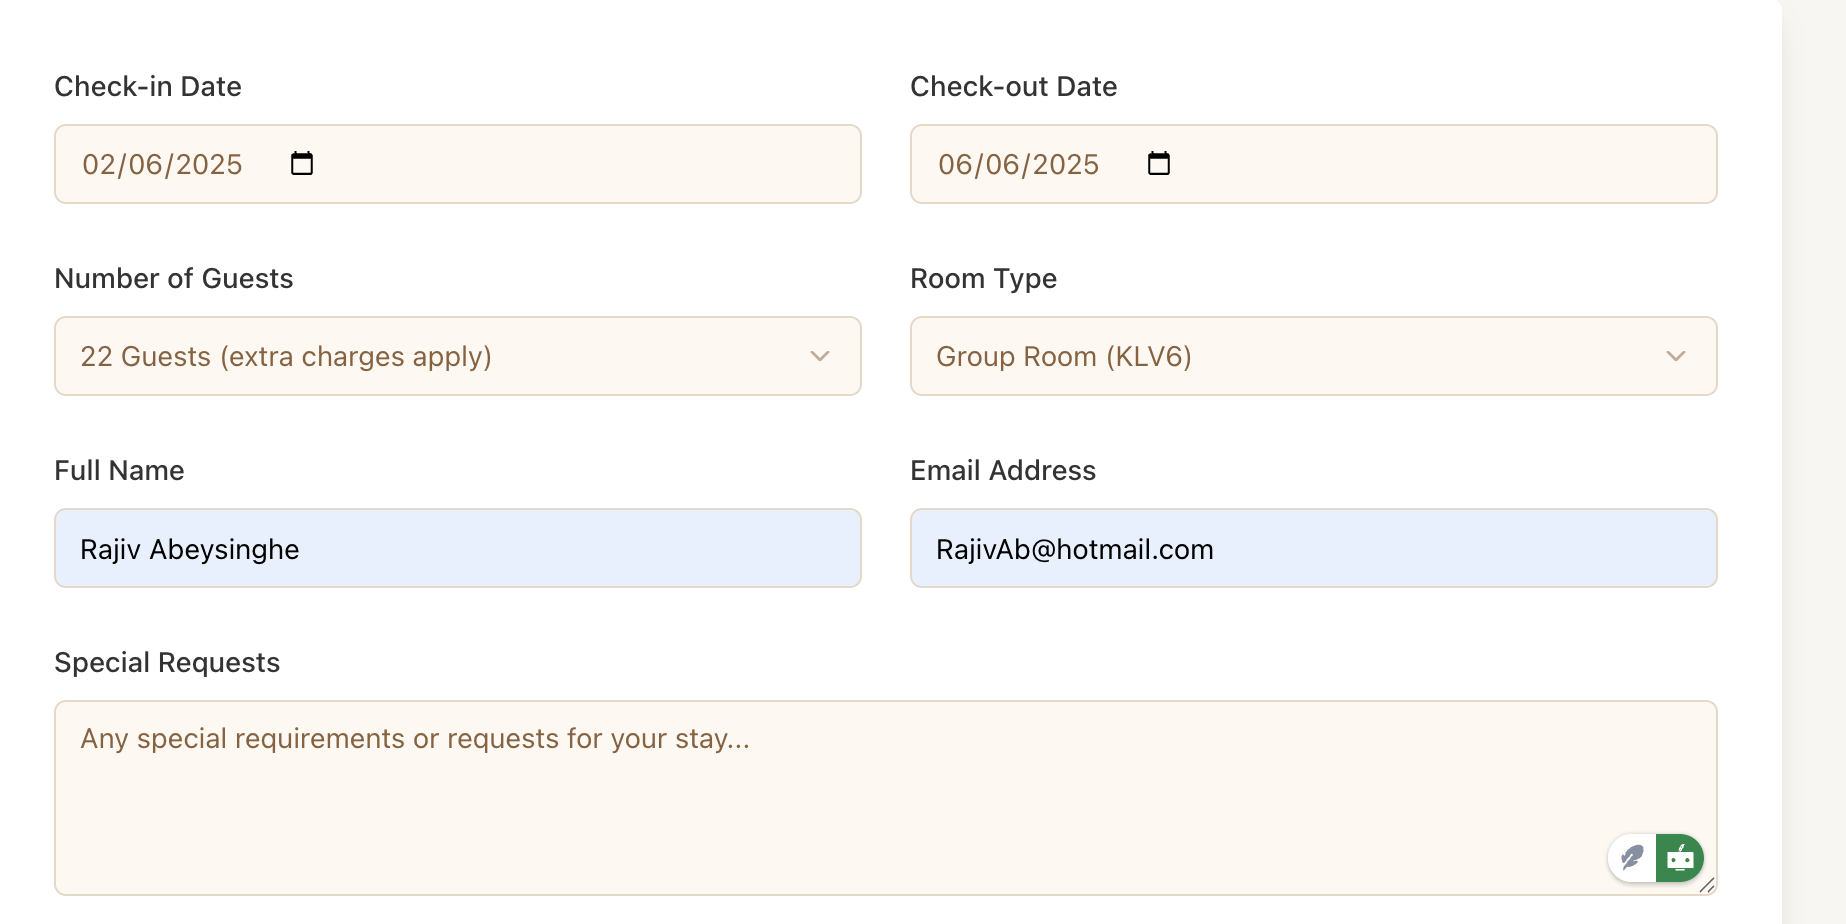 Check-in Date
Check-out Date
02/06/2025
06/06/2025
Number of Guests
Room Type
22 Guests (extra charges apply)
Group Room (KLV6)
Full Name
Email Address
Rajiv Abeysinghe
RajivAb@hotmail.com
Special Requests
Any special requirements or requests for your stay...